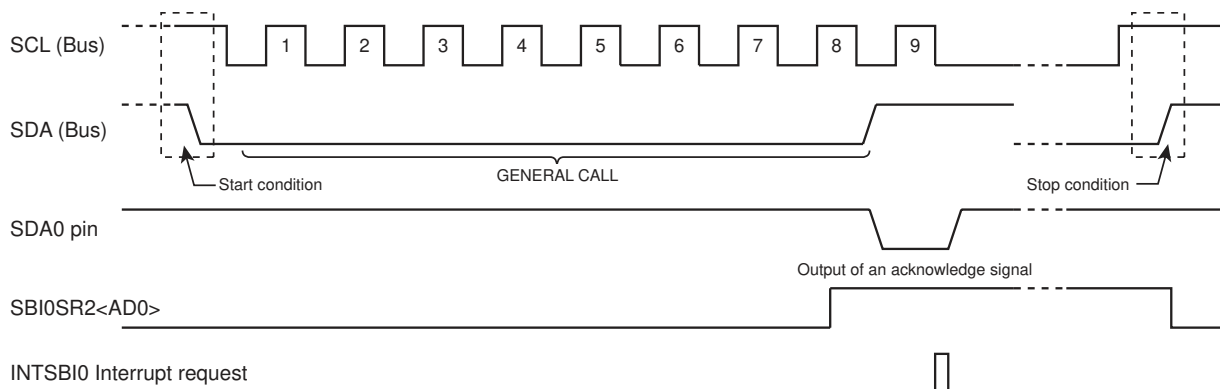 SCL (Bus)
1 2 3 4 5 6 7 8 9
SDA (Bus)
GENERAL CALL
Start condition
Stop condition
SDA0 pin
Output of an acknowledge signal
SBI0SR2<AD0>
INTSBI0 Interrupt request